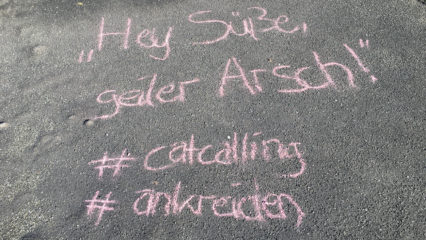 „Hey Süße,
geiler Arsch!"
#catcalling
#ankreiden